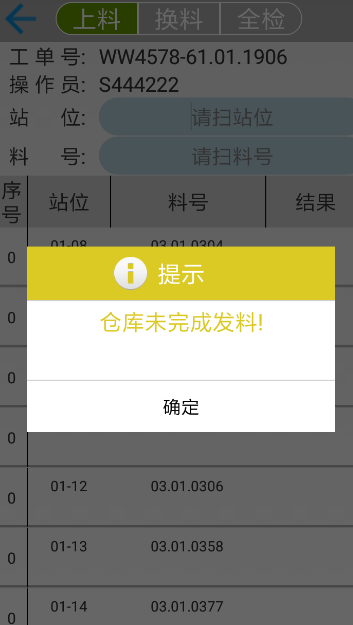 上料 换料 全检
工单号: WW4578-61.01.1906
操作员: S444222
站 位: 请扫站位
料 号: 请扫料号
序号 站位 料号 结果
0 01-08 03.01.0304
提示
0
仓库未完成发料!
0
确定
0
0 01-12 03.01.0306
0 01-13 03.01.0358
0 01-14 03.01.0377